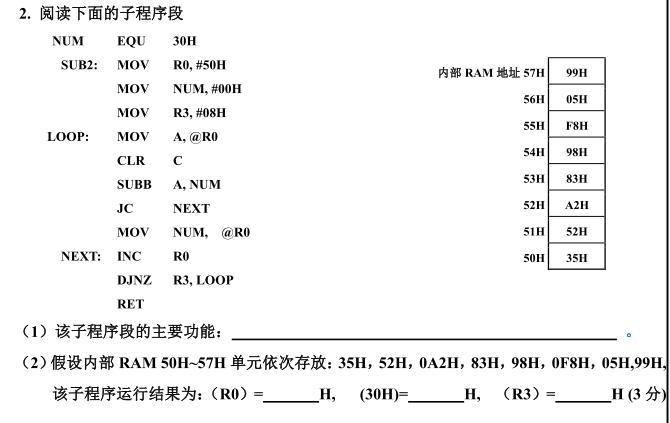 2. 阅读下面的子程序段
NUM EQU 30H
SUB2: MOV R0, #50H
MOV NUM, #00H
MOV R3, #08H
LOOP: MOV A, @R0
CLR C
SUBB A, NUM
JC NEXT
MOV NUM, @R0
NEXT: INC R0
DJNZ R3, LOOP
RET
内部 RAM 地址 57H 99H
56H 05H
55H F8H
54H 98H
53H 83H
52H A2H
51H 52H
50H 35H
（1）该子程序段的主要功能：________________。
（2）假设内部 RAM 50H~57H 单元依次存放：35H，52H，0A2H，83H，98H，0F8H，05H,99H,
该子程序运行结果为：（R0）=______H, (30H)=______H, （R3）=______H (3 分)